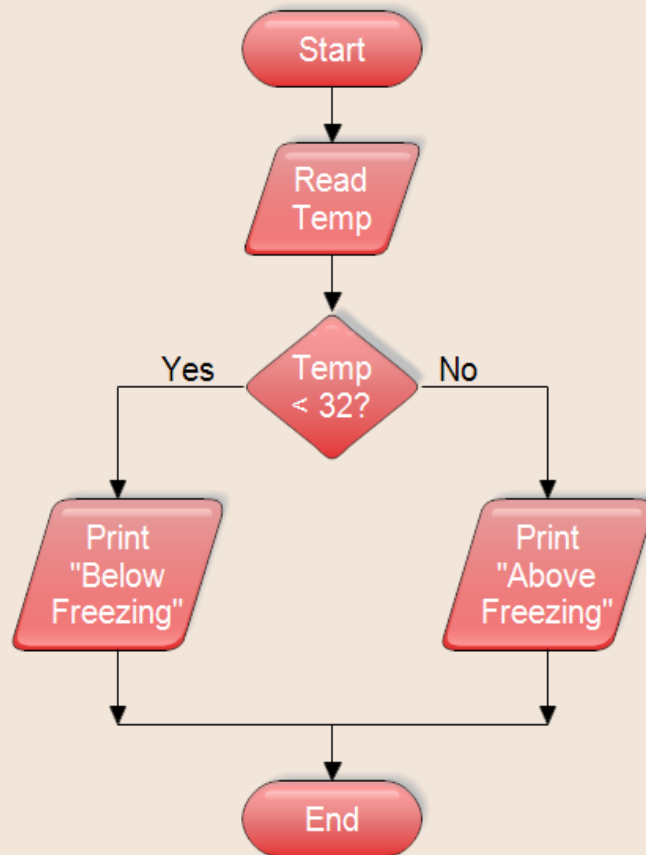 Start
Read
Temp
Temp
< 32?
Yes
No
Print
"Below
Freezing"
Print
"Above
Freezing"
End